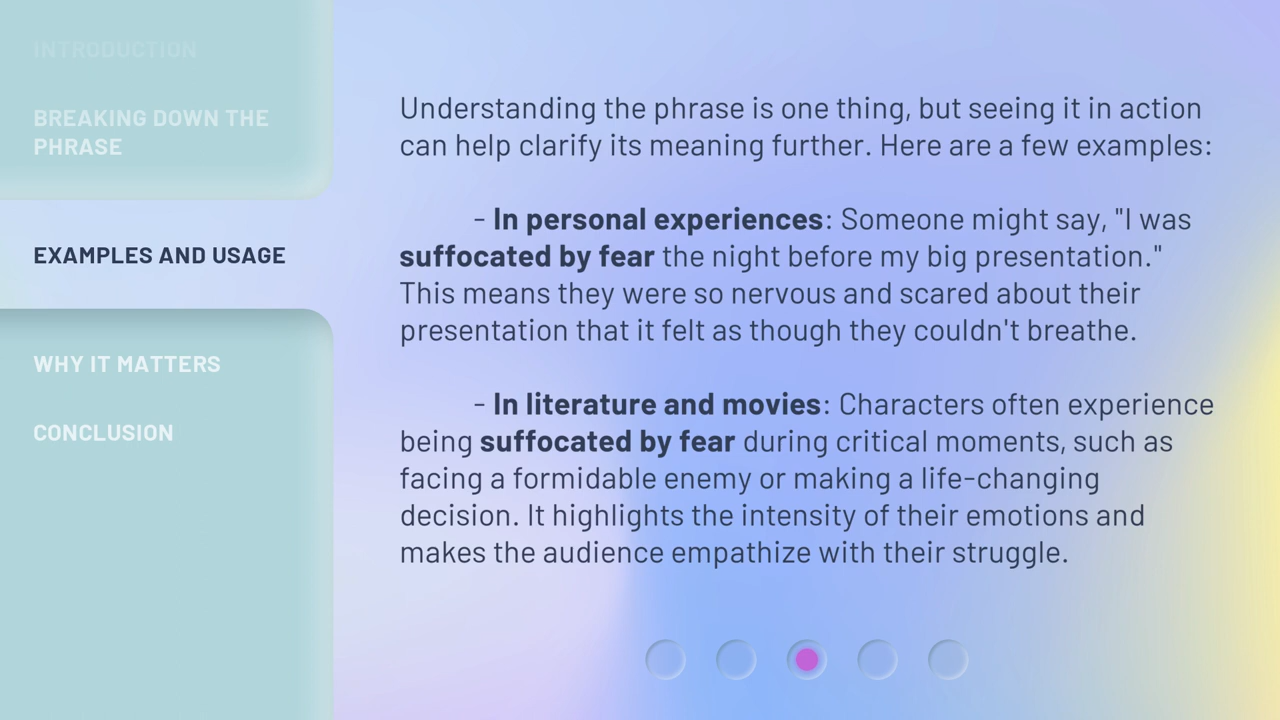 INTRODUCTION
BREAKING DOWN THE
PHRASE
EXAMPLES AND USAGE
WHY IT MATTERS
CONCLUSION
Understanding the phrase is one thing, but seeing it in action
can help clarify its meaning further. Here are a few examples:
- In personal experiences: Someone might say, "I was
suffocated by fear the night before my big presentation."
This means they were so nervous and scared about their
presentation that it felt as though they couldn't breathe.
- In literature and movies: Characters often experience
being suffocated by fear during critical moments, such as
facing a formidable enemy or making a life-changing
decision. It highlights the intensity of their emotions and
makes the audience empathize with their struggle.